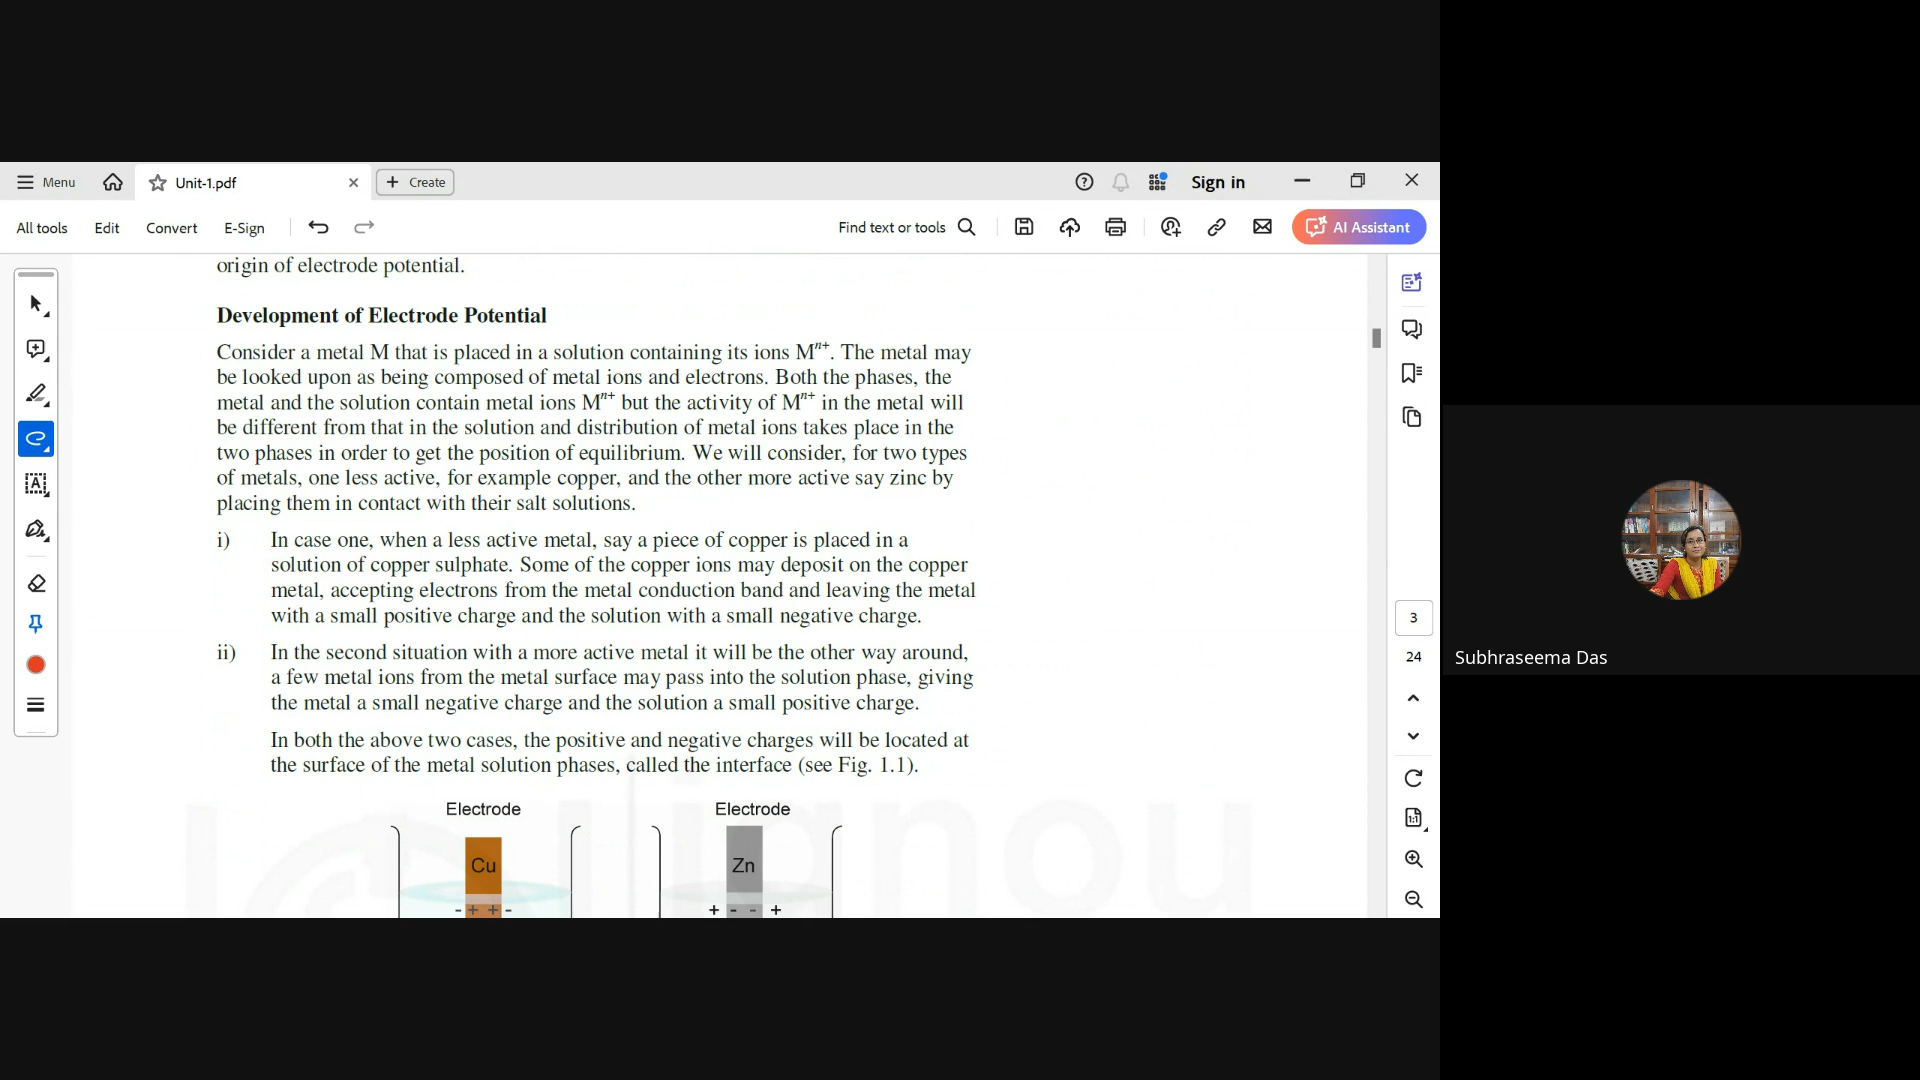 Menu
Unit-1.pdf
Create
Sign in
All tools
Edit
Convert
E-Sign
Find text or tools
AI Assistant
origin of electrode potential.
Development of Electrode Potential
Consider a metal M that is placed in a solution containing its ions Mⁿ⁺. The metal may
be looked upon as being composed of metal ions and electrons. Both the phases, the
metal and the solution contain metal ions Mⁿ⁺ but the activity of Mⁿ⁺ in the metal will
be different from that in the solution and distribution of metal ions takes place in the
two phases in order to get the position of equilibrium. We will consider, for two types
of metals, one less active, for example copper, and the other more active say zinc by
placing them in contact with their salt solutions.
i) In case one, when a less active metal, say a piece of copper is placed in a
solution of copper sulphate. Some of the copper ions may deposit on the copper
metal, accepting electrons from the metal conduction band and leaving the metal
with a small positive charge and the solution with a small negative charge.
ii) In the second situation with a more active metal it will be the other way around,
a few metal ions from the metal surface may pass into the solution phase, giving
the metal a small negative charge and the solution a small positive charge.
In both the above two cases, the positive and negative charges will be located at
the surface of the metal solution phases, called the interface (see Fig. 1.1).
Electrode Electrode
Cu Zn
- + + - + - - +
ignou
3
24
Subhraseema Das